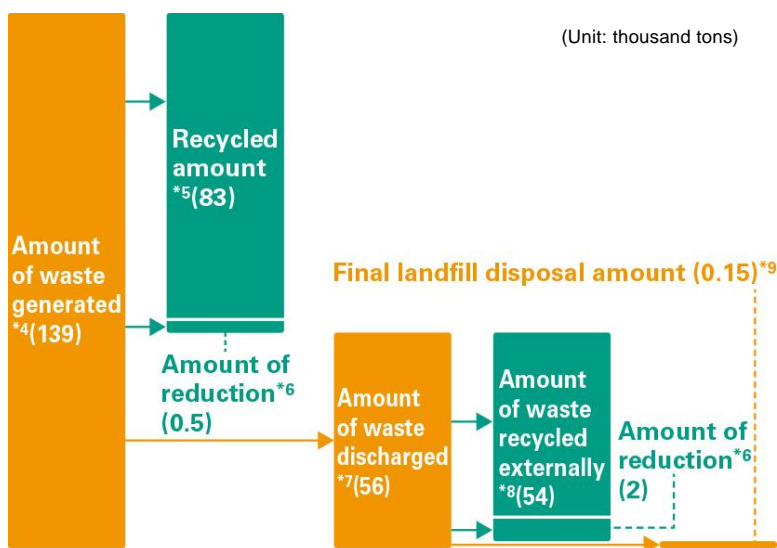 (Unit: thousand tons)
Recycled
amount
*5(83)
Amount
of waste
generated
*4(139)
Final landfill disposal amount (0.15)*9
Amount of
reduction*6
(0.5)
Amount
of waste
discharged
*7(56)
Amount
of waste
recycled
externally
*8(54)
Amount of
reduction*6
(2)